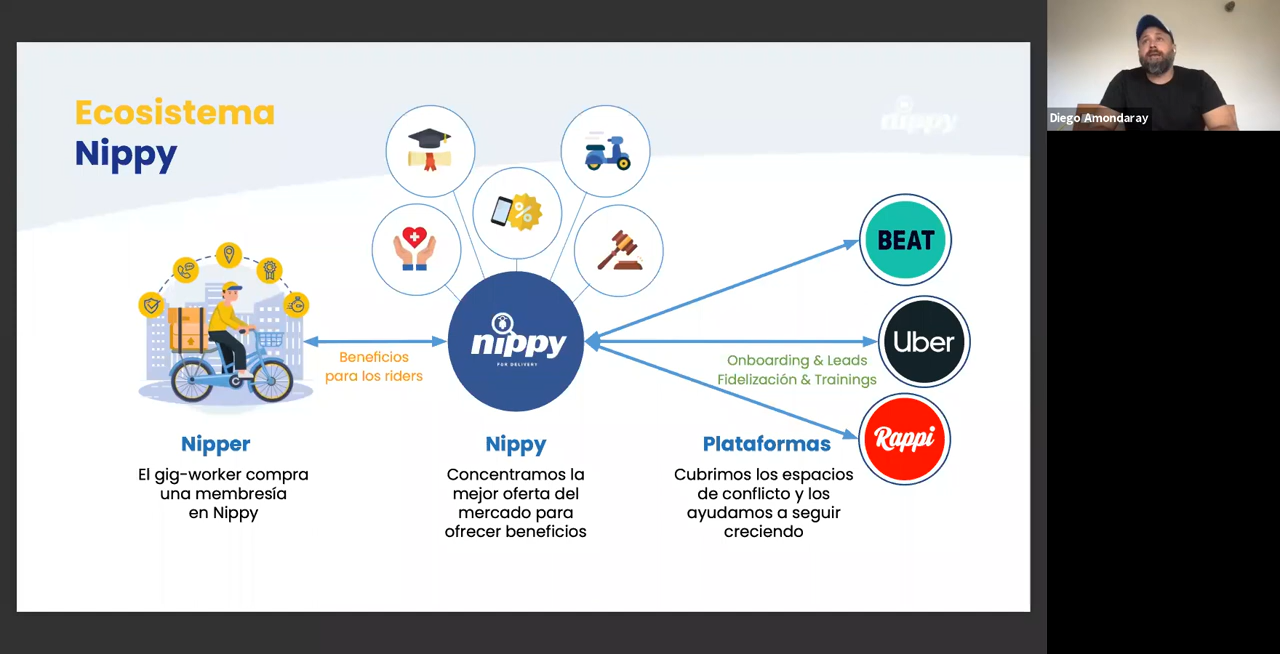 Ecosistema
Nippy
nippy
Diego Amondaray
BEAT
nippy
FOR DELIVERY
Uber
Beneficios
para los riders
Onboarding & Leads
Fidelización & Trainings
Rappi
Nipper
El gig-worker compra
una membresía
en Nippy
Nippy
Concentramos la
mejor oferta del
mercado para
ofrecer beneficios
Plataformas
Cubrimos los espacios
de conflicto y los
ayudamos a seguir
creciendo